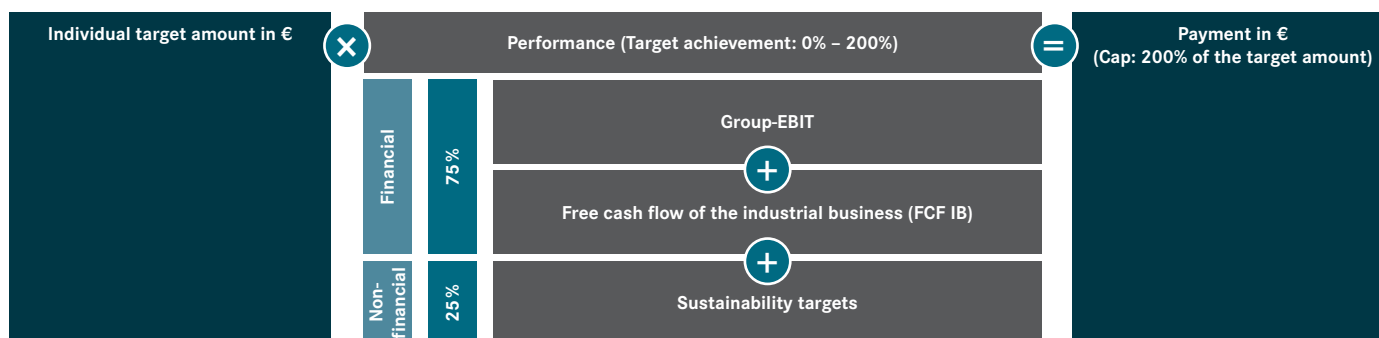 Individual target amount in €
×
Performance (Target achievement: 0% – 200%)
=
Payment in €
(Cap: 200% of the target amount)
Financial
75%
Group-EBIT
+
Free cash flow of the industrial business (FCF IB)
+
Non-
financial
25%
Sustainability targets